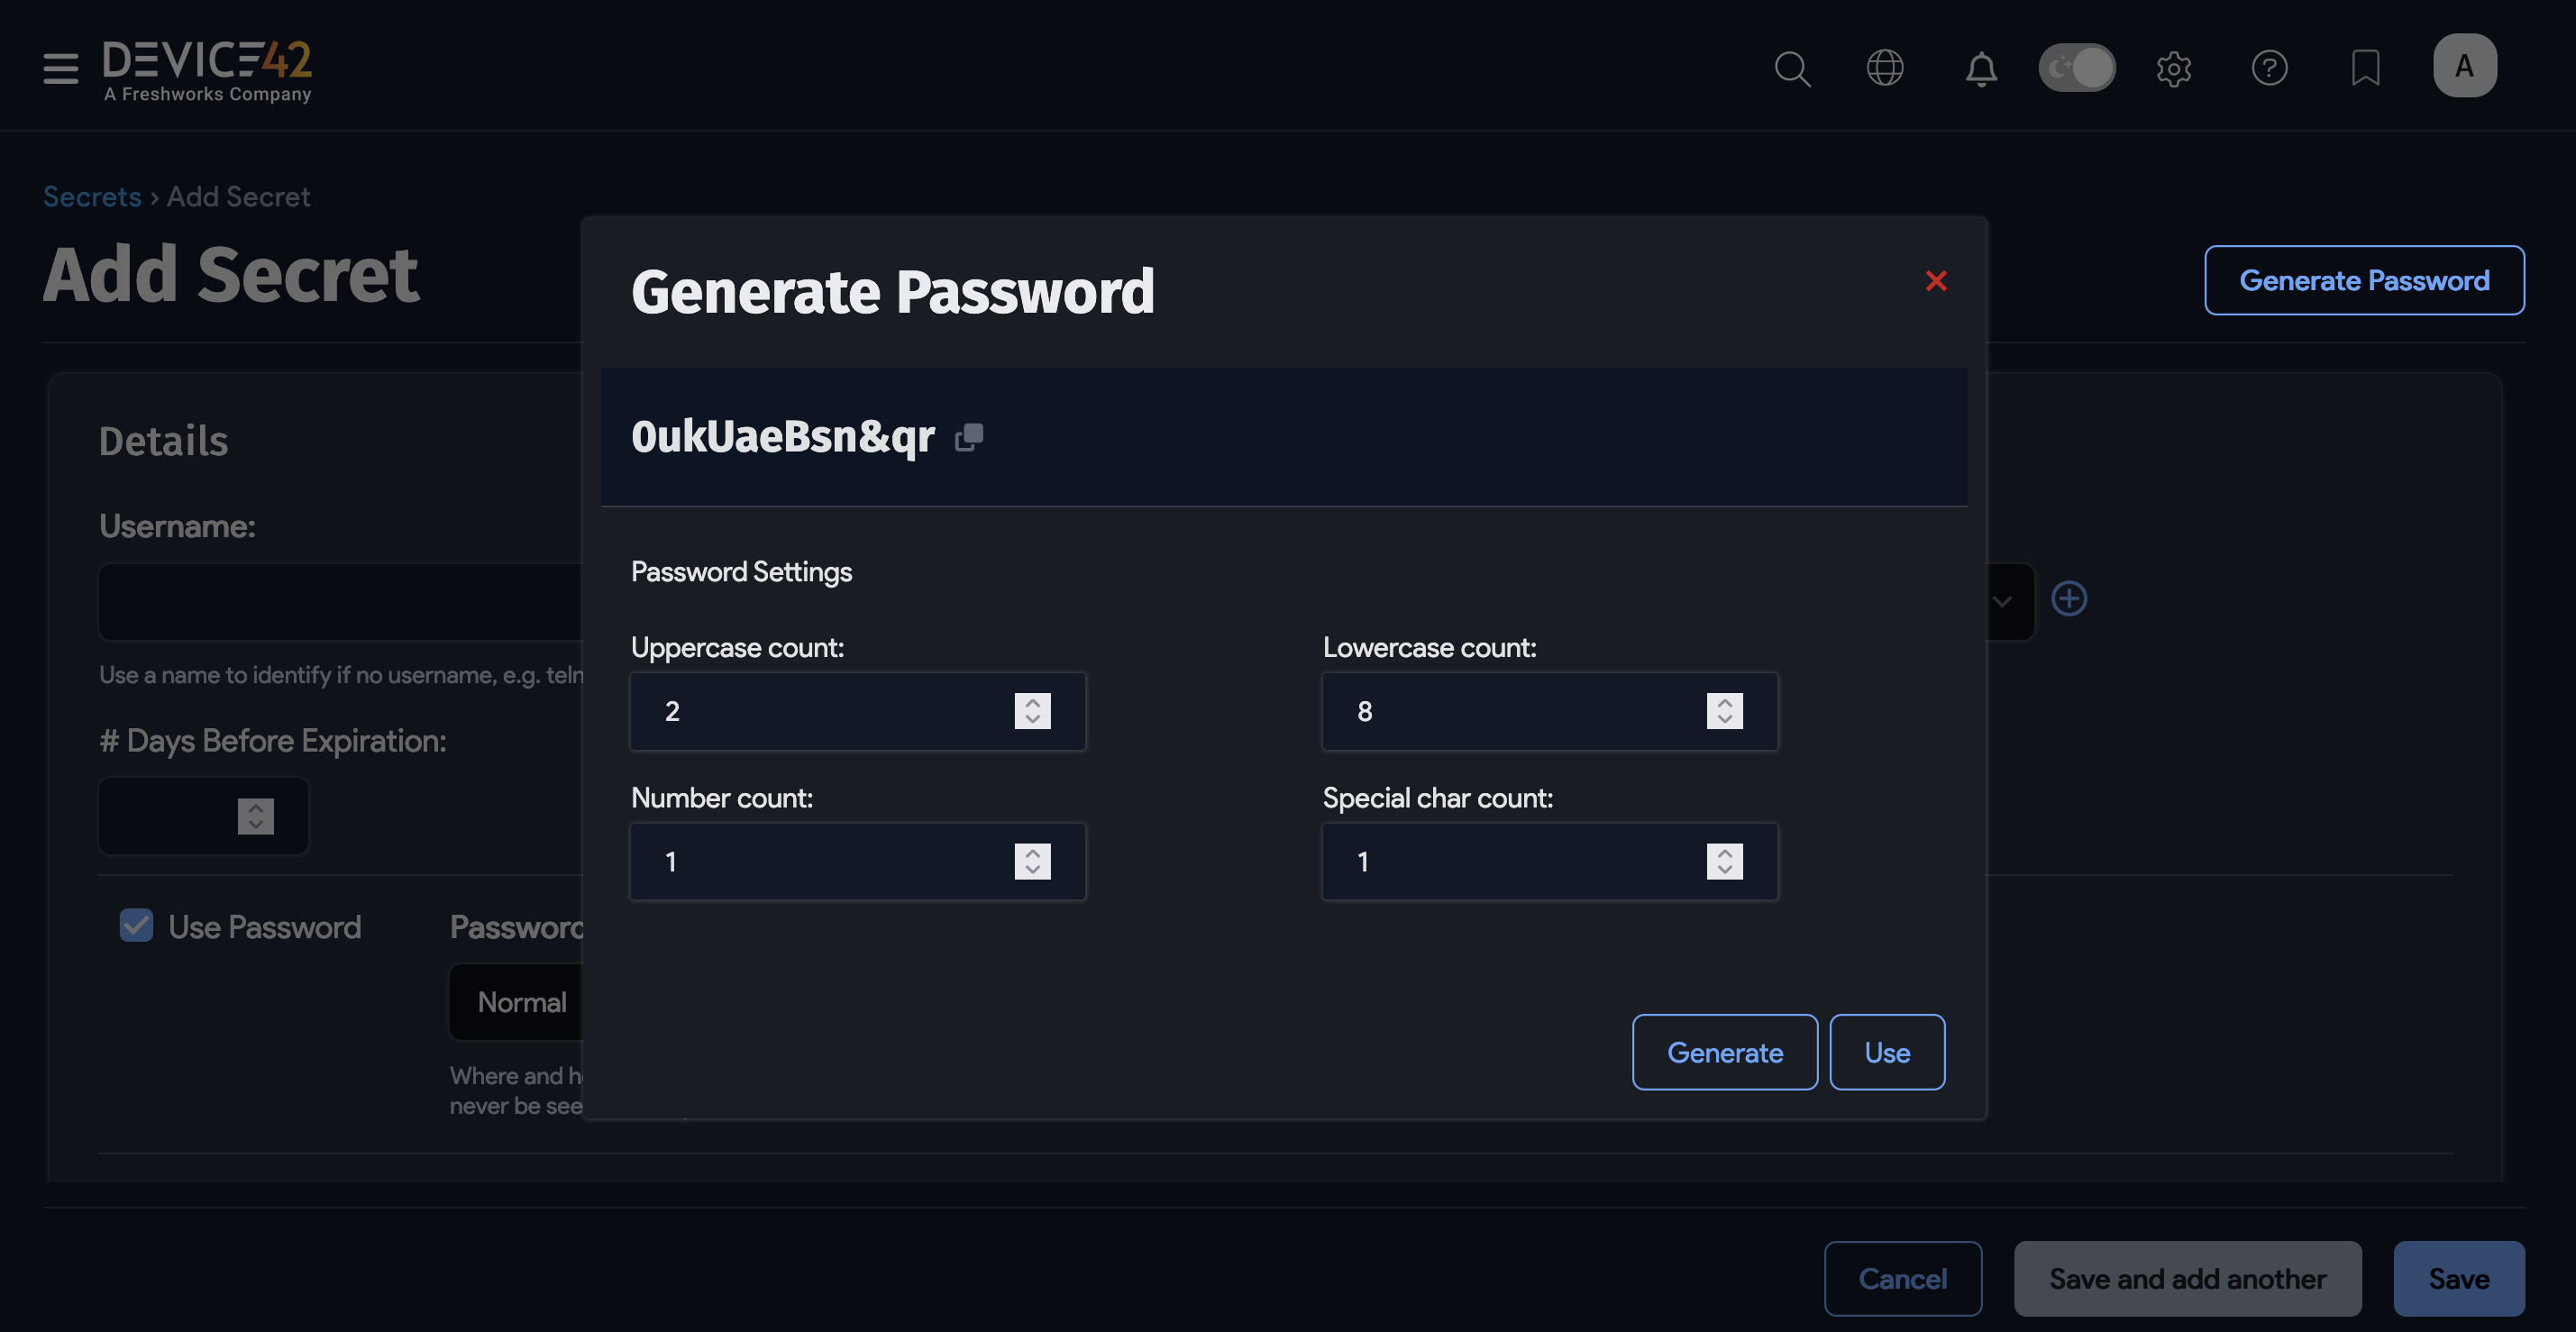 DEVICE42
A Freshworks Company
A
Secrets › Add Secret
Add Secret
Generate Password
Details
Username:
Use a name to identify if no username, e.g. teln
# Days Before Expiration:
Use Password
Password
Normal
Where and h
never be see
Generate Password
0ukUaeBsn&qr
Password Settings
Uppercase count:
Lowercase count:
2
8
Number count:
Special char count:
1
1
Generate
Use
Cancel
Save and add another
Save